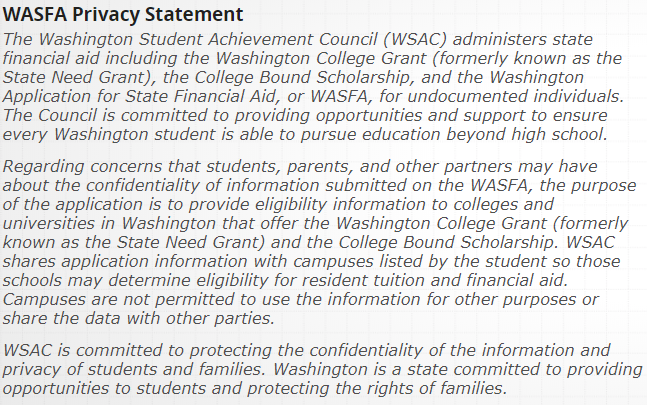 WASFA Privacy Statement
The Washington Student Achievement Council (WSAC) administers state
financial aid including the Washington College Grant (formerly known as the
State Need Grant), the College Bound Scholarship, and the Washington
Application for State Financial Aid, or WASFA, for undocumented individuals.
The Council is committed to providing opportunities and support to ensure
every Washington student is able to pursue education beyond high school.
Regarding concerns that students, parents, and other partners may have
about the confidentiality of information submitted on the WASFA, the purpose
of the application is to provide eligibility information to colleges and
universities in Washington that offer the Washington College Grant (formerly
known as the State Need Grant) and the College Bound Scholarship. WSAC
shares application information with campuses listed by the student so those
schools may determine eligibility for resident tuition and financial aid.
Campuses are not permitted to use the information for other purposes or
share the data with other parties.
WSAC is committed to protecting the confidentiality of the information and
privacy of students and families. Washington is a state committed to providing
opportunities to students and protecting the rights of families.